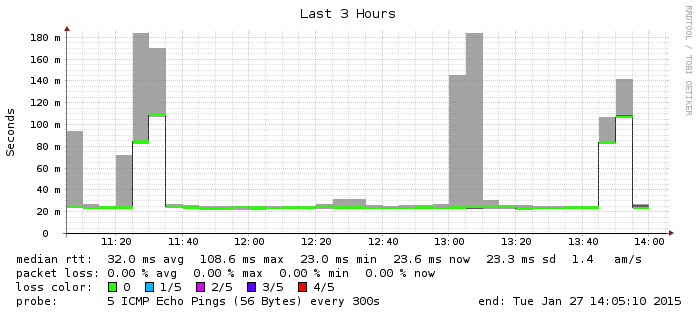 Last 3 Hours
RRDTOOL / TOBI OETIKER
Seconds
180 m
160 m
140 m
120 m
100 m
80 m
60 m
40 m
20 m
0
11:20 11:40 12:00 12:20 12:40 13:00 13:20 13:40 14:00
median rtt: 32.0 ms avg 108.6 ms max 23.0 ms min 23.6 ms now 23.3 ms sd 1.4 am/s
packet loss: 0.00 % avg 0.00 % max 0.00 % min 0.00 % now
loss color: 0 1/5 2/5 3/5 4/5
probe: 5 ICMP Echo Pings (56 Bytes) every 300s end: Tue Jan 27 14:05:10 2015